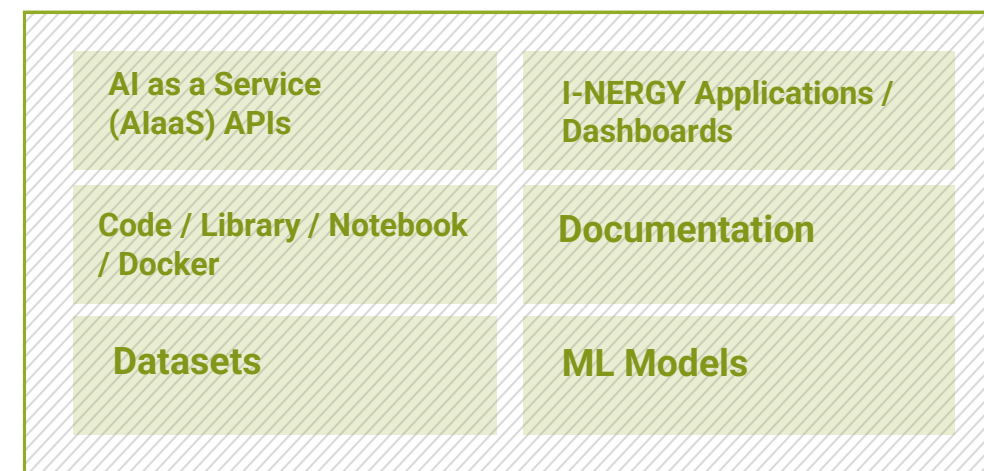 AI as a Service
(AIaaS) APIs
I-NERGY Applications /
Dashboards
Code / Library / Notebook
/ Docker
Documentation
Datasets
ML Models